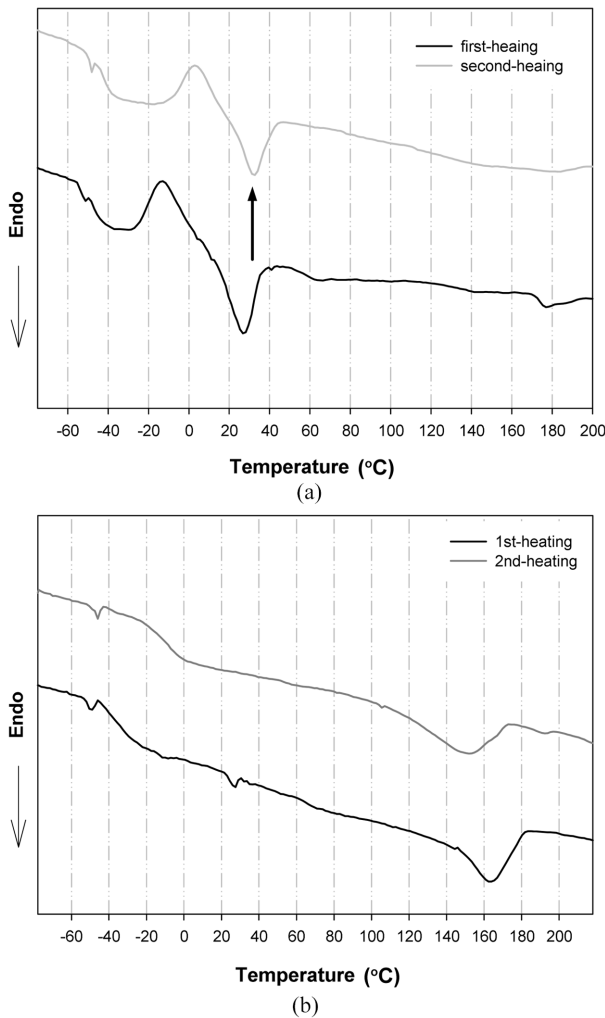 first-heaing
second-heaing
Endo
-60 -40 -20 0 20 40 60 80 100 120 140 160 180 200
Temperature (°C)
(a)
1st-heating
2nd-heating
Endo
-60 -40 -20 0 20 40 60 80 100 120 140 160 180 200
Temperature (°C)
(b)